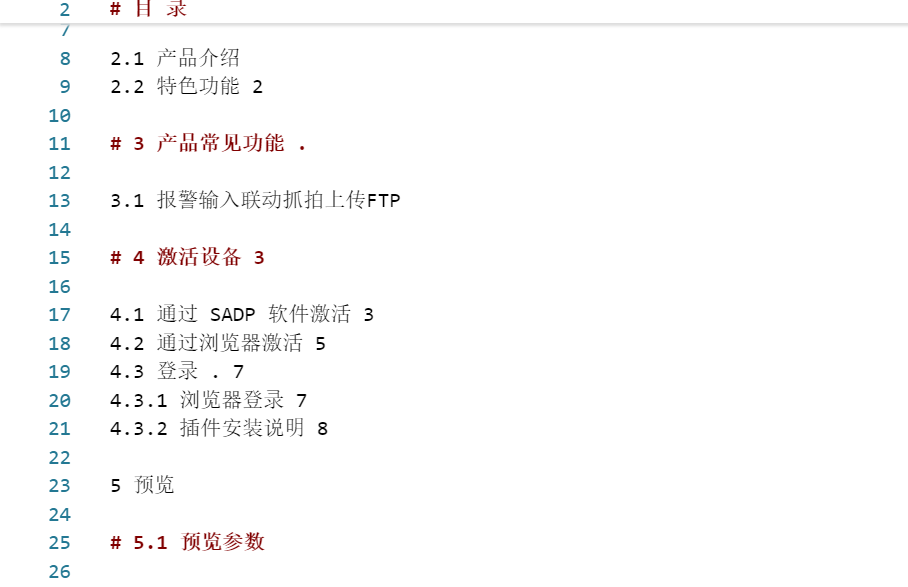 2 # 目 录
7
8 2.1 产品介绍
9 2.2 特色功能 2
10
11 # 3 产品常见功能 .
12
13 3.1 报警输入联动抓拍上传FTP
14
15 # 4 激活设备 3
16
17 4.1 通过 SADP 软件激活 3
18 4.2 通过浏览器激活 5
19 4.3 登录 . 7
20 4.3.1 浏览器登录 7
21 4.3.2 插件安装说明 8
22
23 5 预览
24
25 # 5.1 预览参数
26